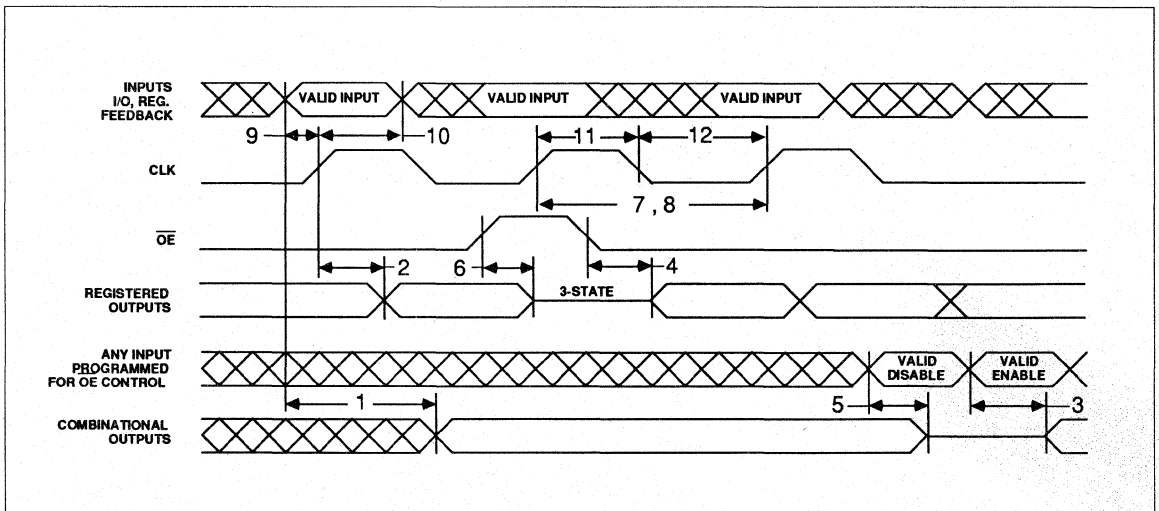 INPUTS
I/O, REG.
FEEDBACK
VALID INPUT
VALID INPUT
VALID INPUT
9
10
11
12
CLK
7 , 8
OE
2
6
4
REGISTERED
OUTPUTS
3-STATE
ANY INPUT
PROGRAMMED
FOR OE CONTROL
VALID
DISABLE
VALID
ENABLE
1
5
3
COMBINATIONAL
OUTPUTS